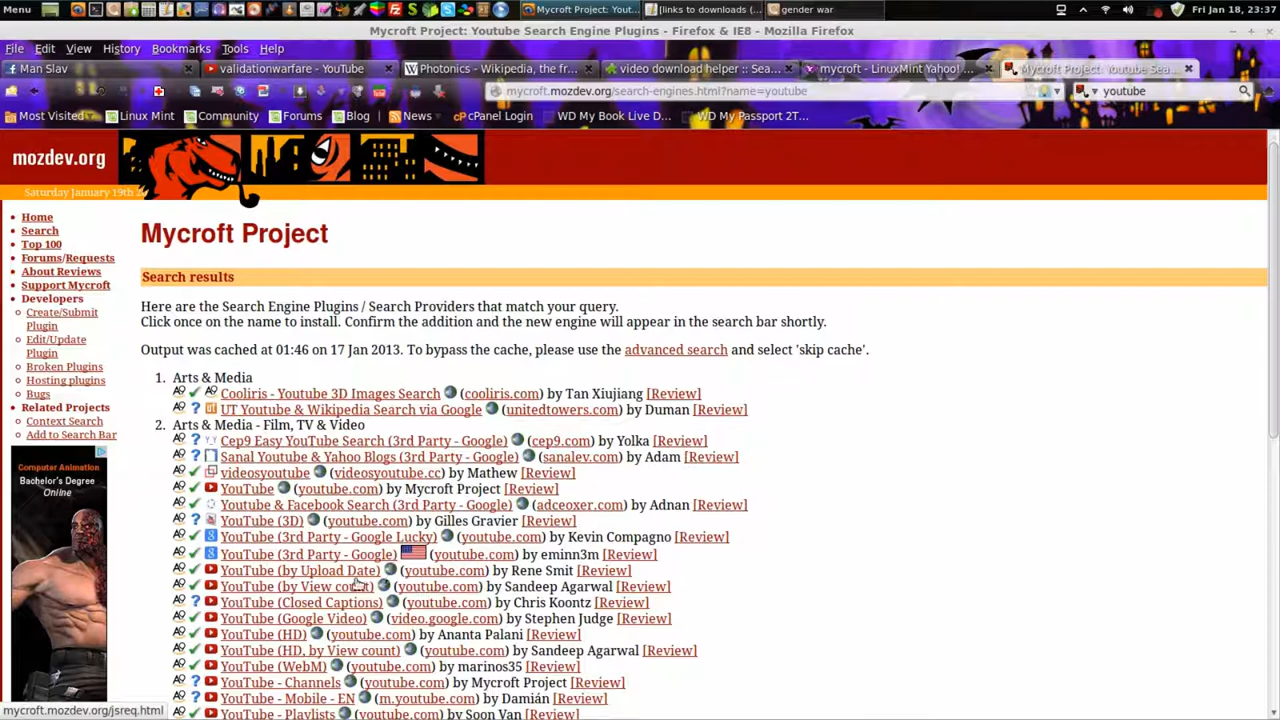 Menu
Mycroft Project: Yout...
[links to downloads (...
gender war
Fri Jan 18, 23:37
Mycroft Project: Youtube Search Engine Plugins - Firefox & IE8 - Mozilla Firefox
File Edit View History Bookmarks Tools Help
Man Slav
validationwarfare - YouTube
Photonics - Wikipedia, the fr...
video download helper :: Sea...
mycroft - LinuxMint Yahoo! ...
Mycroft Project: Youtube Sea...
mycroft.mozdev.org/search-engines.html?name=youtube
youtube
Most Visited Linux Mint Community Forums Blog News cPanel Login WD My Book Live D... WD My Passport 2T...
mozdev.org
Saturday January 19th 2
Home
Search
Top 100
Forums/Requests
About Reviews
Support Mycroft
Developers
Create/Submit
Plugin
Edit/Update
Plugin
Broken Plugins
Hosting plugins
Bugs
Related Projects
Context Search
Add to Search Bar
Computer Animation
Bachelor's Degree
Online
Mycroft Project
Search results
Here are the Search Engine Plugins / Search Providers that match your query.
Click once on the name to install. Confirm the addition and the new engine will appear in the search bar shortly.
Output was cached at 01:46 on 17 Jan 2013. To bypass the cache, please use the advanced search and select 'skip cache'.
1. Arts & Media
Cooliris - Youtube 3D Images Search (cooliris.com) by Tan Xiujiang [Review]
UT Youtube & Wikipedia Search via Google (unitedtowers.com) by Duman [Review]
2. Arts & Media - Film, TV & Video
Cep9 Easy YouTube Search (3rd Party - Google) (cep9.com) by Yolka [Review]
Sanal Youtube & Yahoo Blogs (3rd Party - Google) (sanalev.com) by Adam [Review]
videosyoutube (videosyoutube.cc) by Mathew [Review]
YouTube (youtube.com) by Mycroft Project [Review]
Youtube & Facebook Search (3rd Party - Google) (adceoxer.com) by Adnan [Review]
YouTube (3D) (youtube.com) by Gilles Gravier [Review]
YouTube (3rd Party - Google Lucky) (youtube.com) by Kevin Compagno [Review]
YouTube (3rd Party - Google) (youtube.com) by eminn3m [Review]
YouTube (by Upload Date) (youtube.com) by Rene Smit [Review]
YouTube (by View count) (youtube.com) by Sandeep Agarwal [Review]
YouTube (Closed Captions) (youtube.com) by Chris Koontz [Review]
YouTube (Google Video) (video.google.com) by Stephen Judge [Review]
YouTube (HD) (youtube.com) by Ananta Palani [Review]
YouTube (HD, by View count) (youtube.com) by Sandeep Agarwal [Review]
YouTube (WebM) (youtube.com) by marinos35 [Review]
YouTube - Channels (youtube.com) by Mycroft Project [Review]
YouTube - Mobile - EN (m.youtube.com) by Damián [Review]
YouTube - Playlists (youtube.com) by Soon Van [Review]
mycroft.mozdev.org/jsreq.html